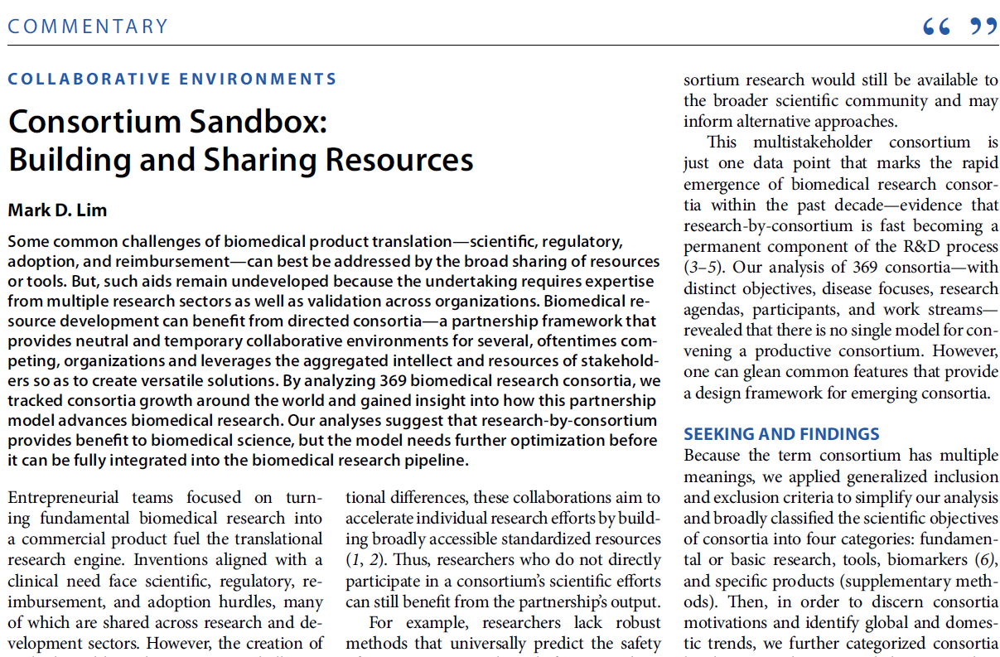 COMMENTARY
“ ”
COLLABORATIVE ENVIRONMENTS
Consortium Sandbox:
Building and Sharing Resources
Mark D. Lim
Some common challenges of biomedical product translation—scientific, regulatory,
adoption, and reimbursement—can best be addressed by the broad sharing of resources
or tools. But, such aids remain undeveloped because the undertaking requires expertise
from multiple research sectors as well as validation across organizations. Biomedical re-
source development can benefit from directed consortia—a partnership framework that
provides neutral and temporary collaborative environments for several, oftentimes com-
peting, organizations and leverages the aggregated intellect and resources of stakehold-
ers so as to create versatile solutions. By analyzing 369 biomedical research consortia, we
tracked consortia growth around the world and gained insight into how this partnership
model advances biomedical research. Our analyses suggest that research-by-consortium
provides benefit to biomedical science, but the model needs further optimization before
it can be fully integrated into the biomedical research pipeline.
Entrepreneurial teams focused on turn-
ing fundamental biomedical research into
a commercial product fuel the translational
research engine. Inventions aligned with a
clinical need face scientific, regulatory, re-
imbursement, and adoption hurdles, many
of which are shared across research and de-
velopment sectors. However, the creation of
tional differences, these collaborations aim to
accelerate individual research efforts by build-
ing broadly accessible standardized resources
(1, 2). Thus, researchers who do not directly
participate in a consortium’s scientific efforts
can still benefit from the partnership’s output.
For example, researchers lack robust
methods that universally predict the safety
sortium research would still be available to
the broader scientific community and may
inform alternative approaches.
This multistakeholder consortium is
just one data point that marks the rapid
emergence of biomedical research consor-
tia within the past decade—evidence that
research-by-consortium is fast becoming a
permanent component of the R&D process
(3–5). Our analysis of 369 consortia—with
distinct objectives, disease focuses, research
agendas, participants, and work streams—
revealed that there is no single model for con-
vening a productive consortium. However,
one can glean common features that provide
a design framework for emerging consortia.
SEEKING AND FINDINGS
Because the term consortium has multiple
meanings, we applied generalized inclusion
and exclusion criteria to simplify our analysis
and broadly classified the scientific objectives
of consortia into four categories: fundamen-
tal or basic research, tools, biomarkers (6),
and specific products (supplementary meth-
ods). Then, in order to discern consortia
motivations and identify global and domes-
tic trends, we further categorized consortia